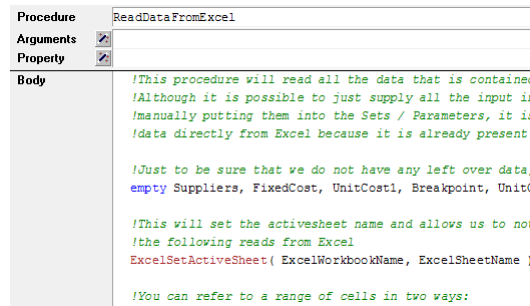 Procedure ReadDataFromExcel
Arguments
Property
Body
!This procedure will read all the data that is contained
!Although it is possible to just supply all the input
!manually putting them into the Sets / Parameters, it is
!data directly from Excel because it is already present
!Just to be sure that we do not have any left over data,
empty Suppliers, FixedCost, UnitCost1, Breakpoint,
!This will set the activesheet name and allows us to
!the following reads from Excel
ExcelSetActiveSheet( ExcelWorkbookName, ExcelSheetName )
!You can refer to a range of cells in two ways: